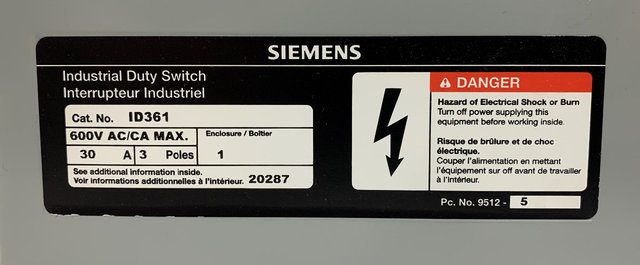 SIEMENS
Industrial Duty Switch
Interrupteur Industriel
Cat. No. ID361
600V AC/CA MAX.
Enclosure / Boîtier
30 A 3 Poles 1
See additional information inside.
Voir informations additionnelles à l'intérieur. 20287
DANGER
Hazard of Electrical Shock or Burn
Turn off power supplying this
equipment before working inside.
Risque de brûlure et de choc
électrique.
Couper l'alimentation en mettant
l'équipement sur off avant de travailler
à l'intérieur.
Pc. No. 9512 - 5